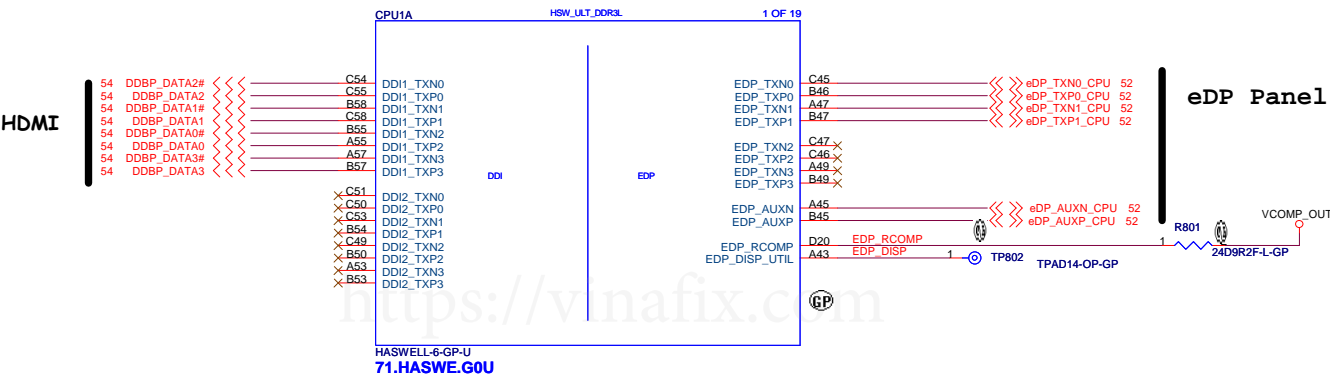 CPU1A HSW_ULT_DDR3L 1 OF 19
HDMI
54 DDBP_DATA2# C54 DDI1_TXN0
54 DDBP_DATA2 C55 DDI1_TXP0
54 DDBP_DATA1# B58 DDI1_TXN1
54 DDBP_DATA1 C58 DDI1_TXP1
54 DDBP_DATA0# B55 DDI1_TXN2
54 DDBP_DATA0 A55 DDI1_TXP2
54 DDBP_DATA3# A57 DDI1_TXN3
54 DDBP_DATA3 B57 DDI1_TXP3
C51 DDI2_TXN0
C50 DDI2_TXP0
C53 DDI2_TXN1
B54 DDI2_TXP1
C49 DDI2_TXN2
B50 DDI2_TXP2
A53 DDI2_TXN3
B53 DDI2_TXP3
DDI EDP
EDP_TXN0 C45 eDP_TXN0_CPU 52
EDP_TXP0 B46 eDP_TXP0_CPU 52
EDP_TXN1 A47 eDP_TXN1_CPU 52
EDP_TXP1 B47 eDP_TXP1_CPU 52
eDP Panel
EDP_TXN2 C47
EDP_TXP2 C46
EDP_TXN3 A49
EDP_TXP3 B49
EDP_AUXN A45 eDP_AUXN_CPU 52
EDP_AUXP B45 eDP_AUXP_CPU 52
EDP_RCOMP D20 EDP_RCOMP 1 R801 24D9R2F-L-GP VCOMP_OUT
EDP_DISP_UTIL A43 EDP_DISP 1 TP802 TPAD14-OP-GP
GP
https://vinafix.com
HASWELL-6-GP-U
71.HASWE.G0U